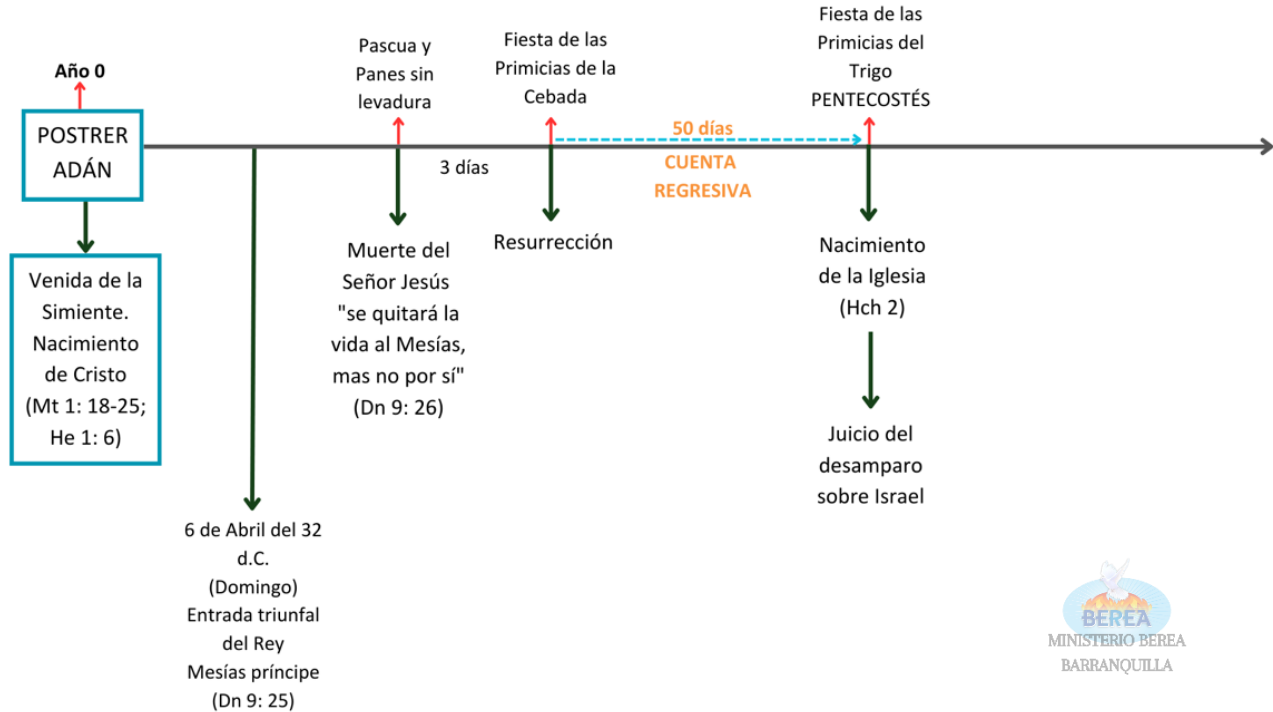 Año 0
POSTRER
ADÁN
Venida de la
Simiente.
Nacimiento
de Cristo
(Mt 1: 18-25;
He 1: 6)
6 de Abril del 32
d.C.
(Domingo)
Entrada triunfal
del Rey
Mesías príncipe
(Dn 9: 25)
Pascua y
Panes sin
levadura
Muerte del
Señor Jesús
"se quitará la
vida al Mesías,
mas no por sí"
(Dn 9: 26)
3 días
Fiesta de las
Primicias de la
Cebada
Resurrección
50 días
CUENTA
REGRESIVA
Fiesta de las
Primicias del
Trigo
PENTECOSTÉS
Nacimiento
de la Iglesia
(Hch 2)
Juicio del
desamparo
sobre Israel
BEREA
MINISTERIO BEREA
BARRANQUILLA